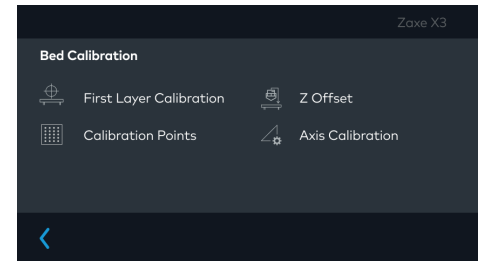 Zaxe X3
Bed Calibration
First Layer Calibration
Z Offset
Calibration Points
Axis Calibration